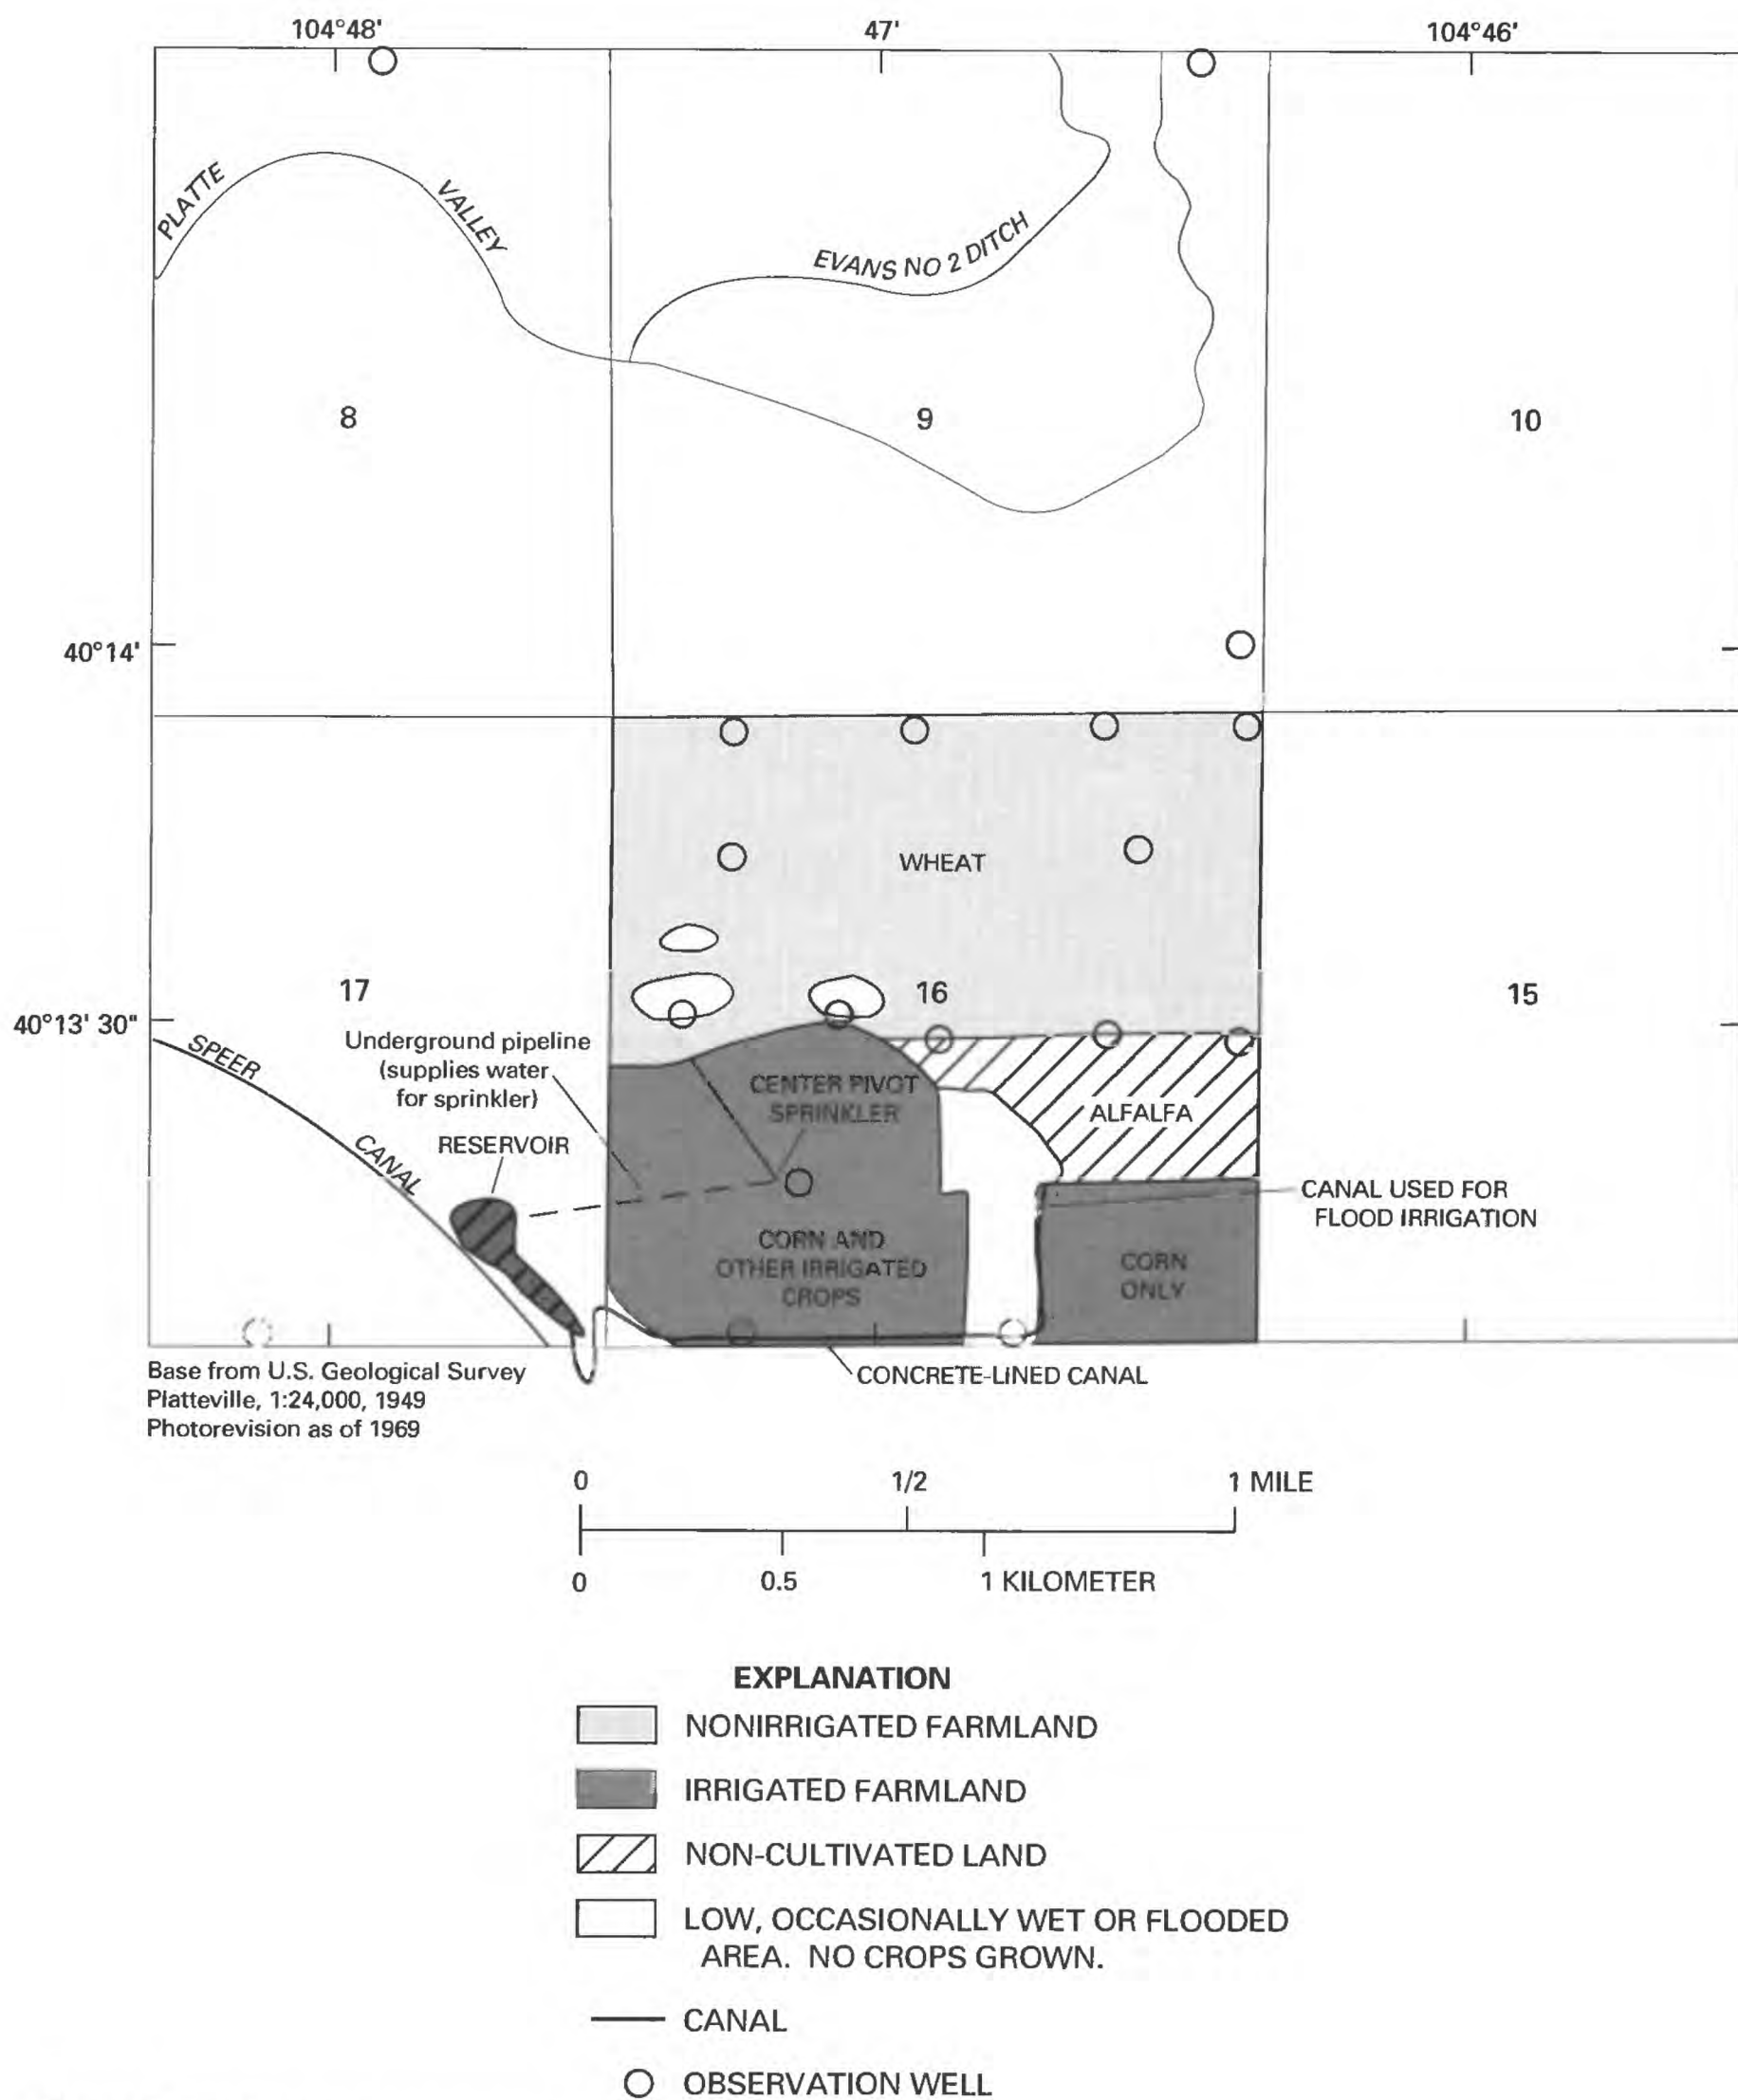 104°48'
47'
104°46'
PLATTE
VALLEY
EVANS NO 2 DITCH
8
9
10
40°14'
WHEAT
17
16
15
40°13' 30"
SPEER
CANAL
Underground pipeline
(supplies water
for sprinkler)
RESERVOIR
CENTER PIVOT
SPRINKLER
ALFALFA
CANAL USED FOR
FLOOD IRRIGATION
CORN AND
OTHER IRRIGATED
CROPS
CORN
ONLY
Base from U.S. Geological Survey
Platteville, 1:24,000, 1949
Photorevision as of 1969
CONCRETE-LINED CANAL
0 1/2 1 MILE
0 0.5 1 KILOMETER
EXPLANATION
NONIRRIGATED FARMLAND
IRRIGATED FARMLAND
NON-CULTIVATED LAND
LOW, OCCASIONALLY WET OR FLOODED
AREA. NO CROPS GROWN.
CANAL
OBSERVATION WELL